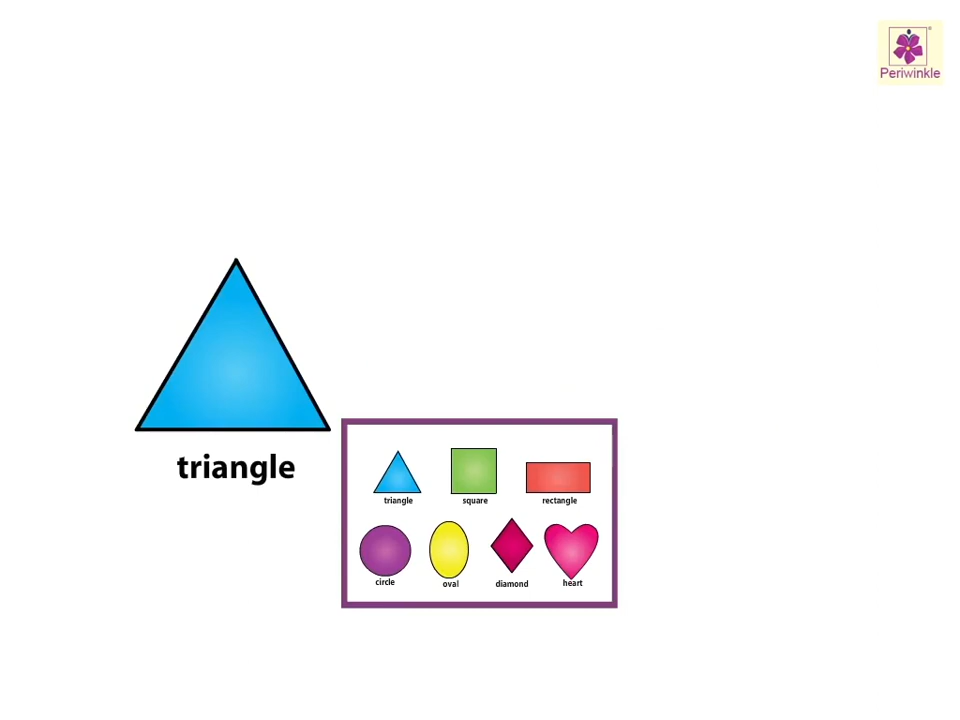 Periwinkle
triangle
triangle square rectangle
circle oval diamond heart